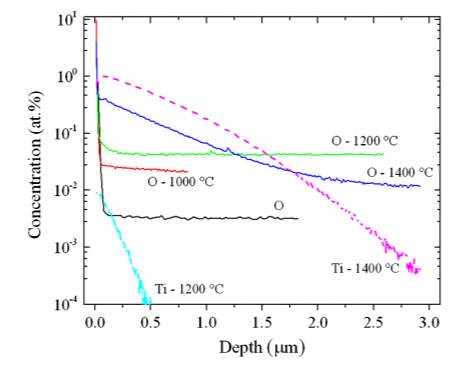 10¹
10⁰
10⁻¹
10⁻²
10⁻³
10⁻⁴
Concentration (at.%)
O - 1200 °C
O - 1400 °C
O - 1000 °C
O
Ti - 1400 °C
Ti - 1200 °C
0.0 0.5 1.0 1.5 2.0 2.5 3.0
Depth (μm)